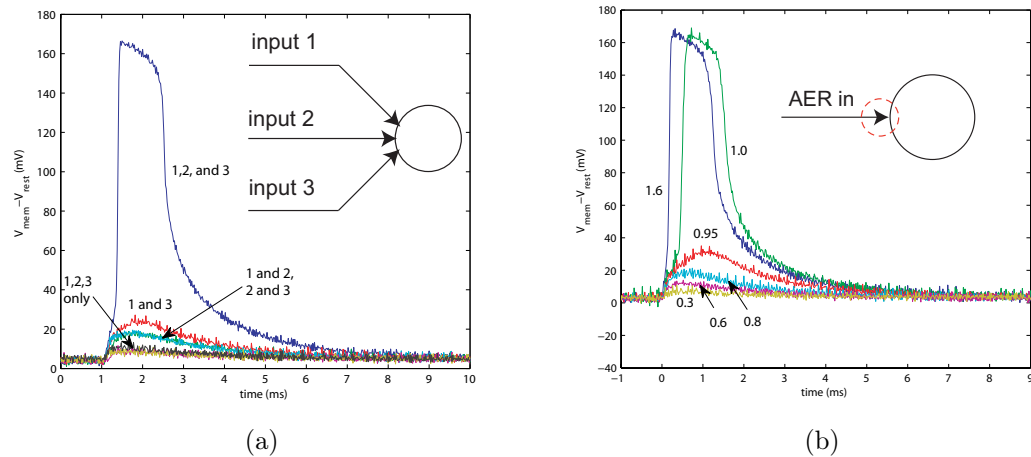 180
160
140
120
100
80
60
40
20
0
V_mem−V_rest (mV)
input 1
input 2
input 3
1,2, and 3
1,2,3
only
1 and 3
1 and 2,
2 and 3
0 1 2 3 4 5 6 7 8 9 10
time (ms)
(a)
180
160
140
120
100
80
60
40
20
0
−20
−40
V_mem−V_rest (mV)
AER in
1.6
1.0
0.95
0.3
0.6
0.8
−1 0 1 2 3 4 5 6 7 8 9
time (ms)
(b)